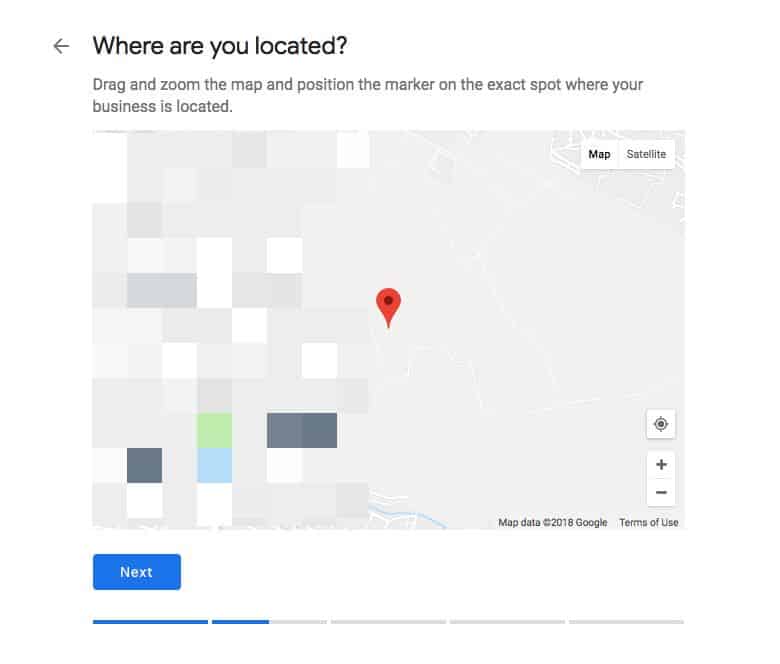 Where are you located?
Drag and zoom the map and position the marker on the exact spot where your
business is located.
Map Satellite
Map data ©2018 Google Terms of Use
Next